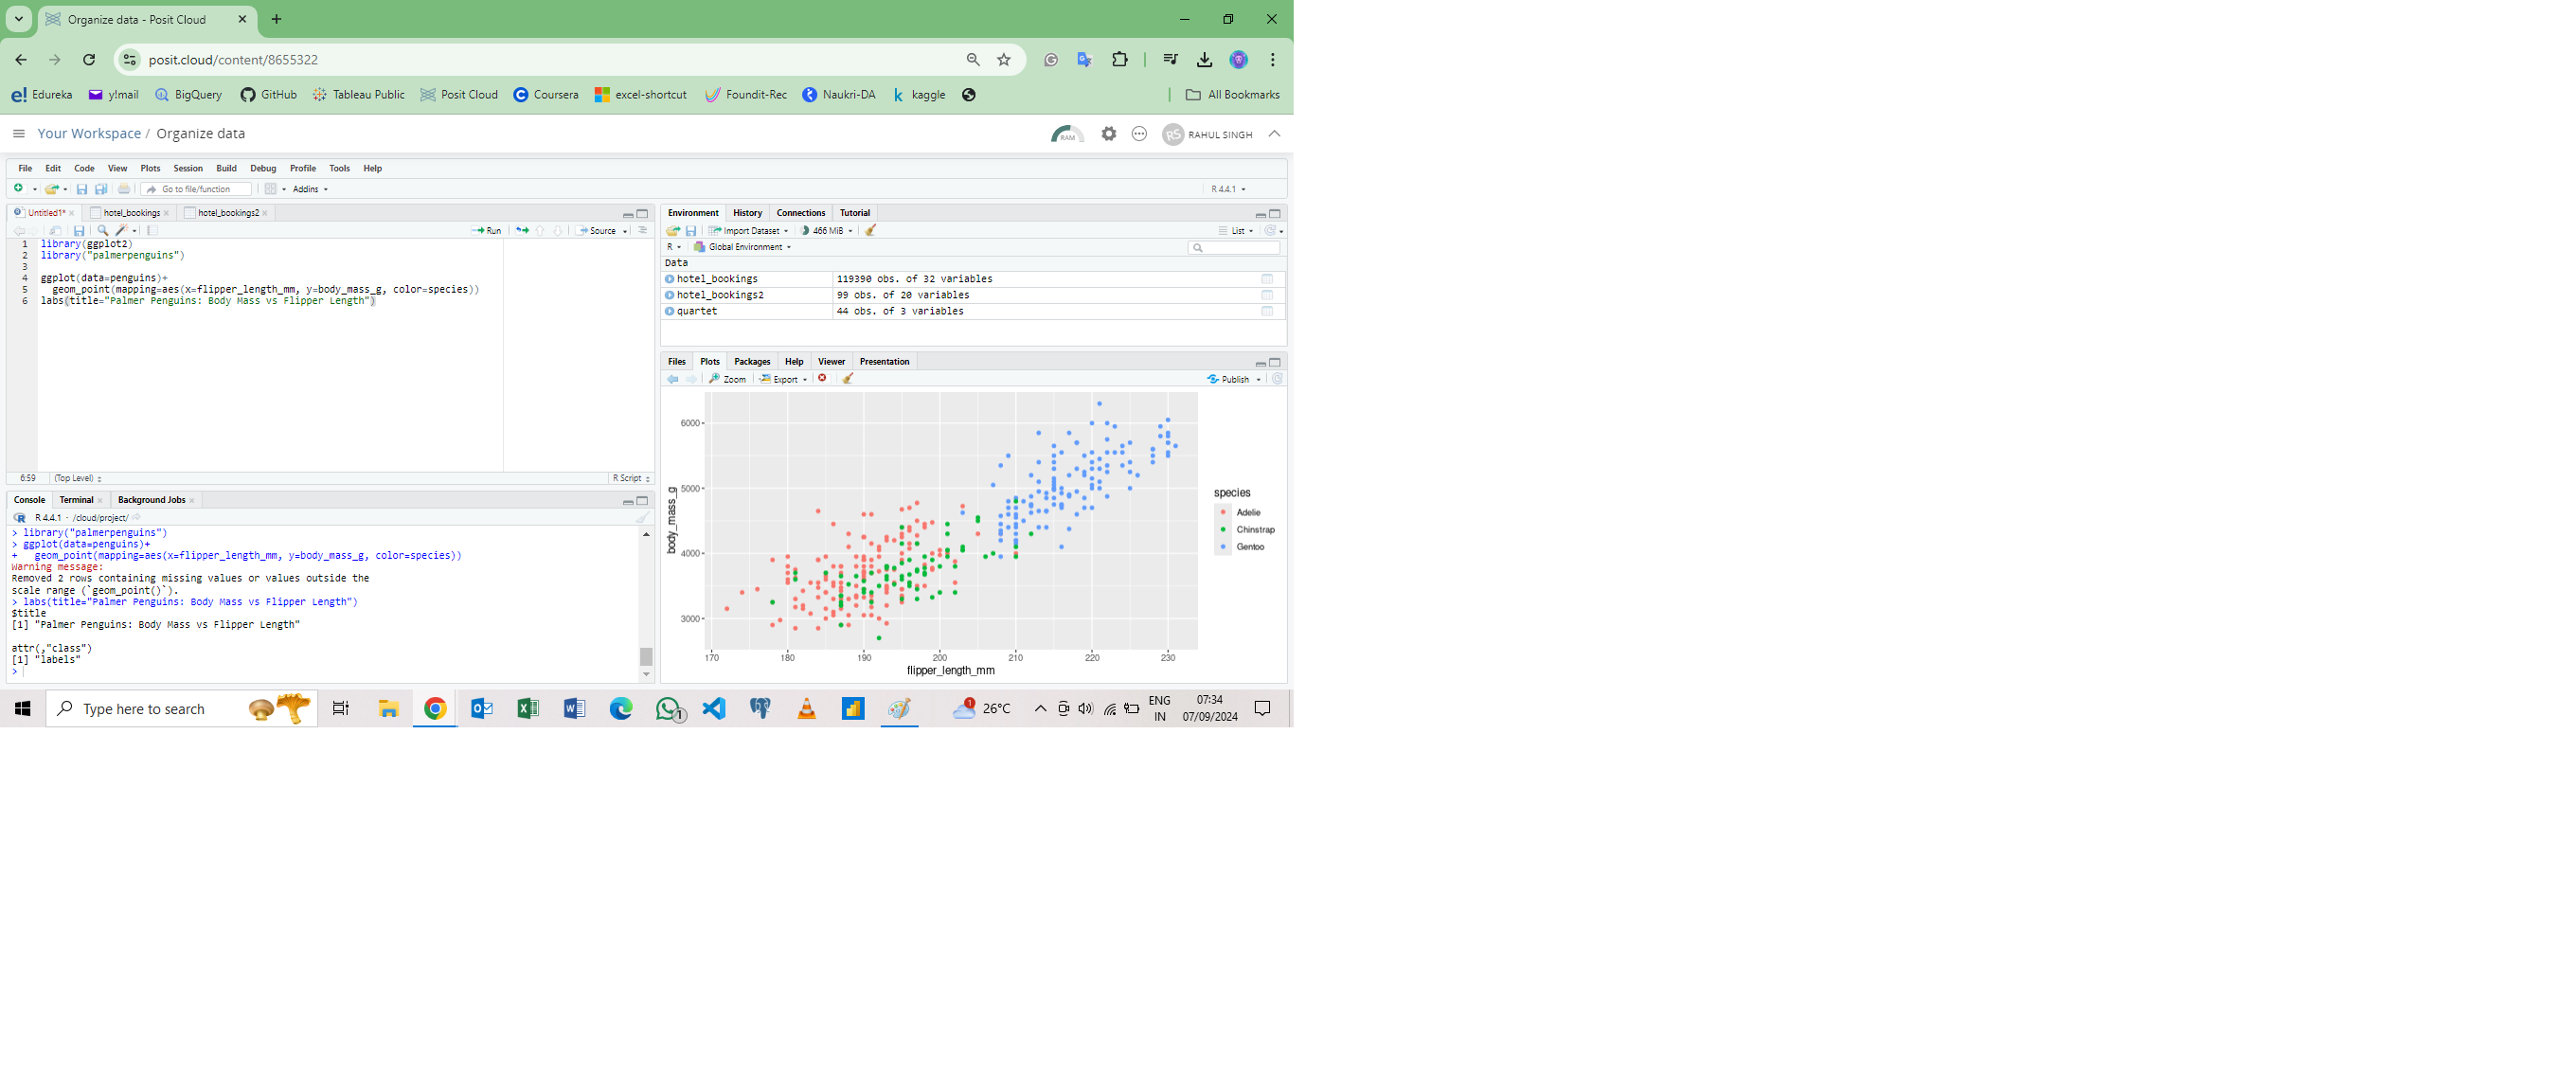 Organize data - Posit Cloud
posit.cloud/content/8655322
Edureka y!mail BigQuery GitHub Tableau Public Posit Cloud Coursera excel-shortcut Foundit-Rec Naukri-DA kaggle All Bookmarks
Your Workspace / Organize data RAM RS RAHUL SINGH
File Edit Code View Plots Session Build Debug Profile Tools Help
Go to file/function Addins R 4.4.1
Untitled1* hotel_bookings hotel_bookings2
Run Source
1 library(ggplot2)
2 library("palmerpenguins")
3
4 ggplot(data=penguins)+
5 geom_point(mapping=aes(x=flipper_length_mm, y=body_mass_g, color=species))
6 labs(title="Palmer Penguins: Body Mass vs Flipper Length")
6:59 (Top Level) R Script
Console Terminal Background Jobs
R 4.4.1 · /cloud/project/
> library("palmerpenguins")
> ggplot(data=penguins)+
+ geom_point(mapping=aes(x=flipper_length_mm, y=body_mass_g, color=species))
Warning message:
Removed 2 rows containing missing values or values outside the
scale range (`geom_point()`).
> labs(title="Palmer Penguins: Body Mass vs Flipper Length")
$title
[1] "Palmer Penguins: Body Mass vs Flipper Length"
attr(,"class")
[1] "labels"
>
Environment History Connections Tutorial
Import Dataset 466 MiB List
R Global Environment
Data
hotel_bookings 119390 obs. of 32 variables
hotel_bookings2 99 obs. of 20 variables
quartet 44 obs. of 3 variables
Files Plots Packages Help Viewer Presentation
Zoom Export Publish
6000
5000
4000
3000
body_mass_g
170 180 190 200 210 220 230
flipper_length_mm
species
Adelie
Chinstrap
Gentoo
Type here to search
1
1
26°C
ENG
IN
07:34
07/09/2024